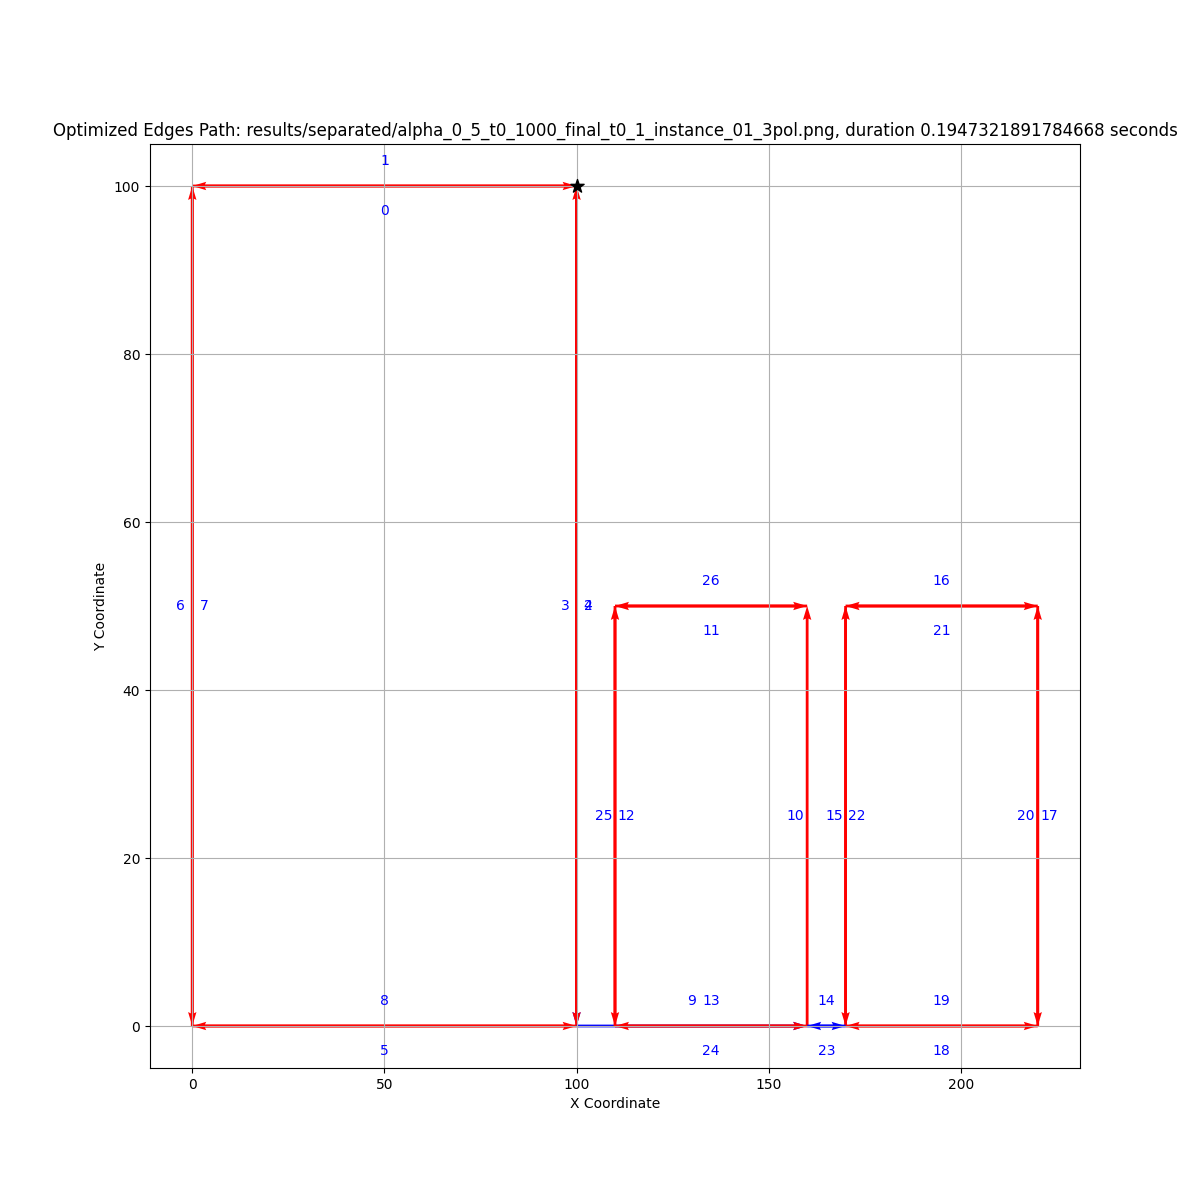 Optimized Edges Path: results/separated/alpha_0_5_t0_1000_final_t0_1_instance_01_3pol.png, duration 0.1947321891784668 seconds
1
100
0
80
60
26
16
6 7 3
11
21
Y Coordinate
40
25 12 10 15 22 20 17
20
8 9 13 14 19
0
5 24 23 18
0 50 100 150 200
X Coordinate